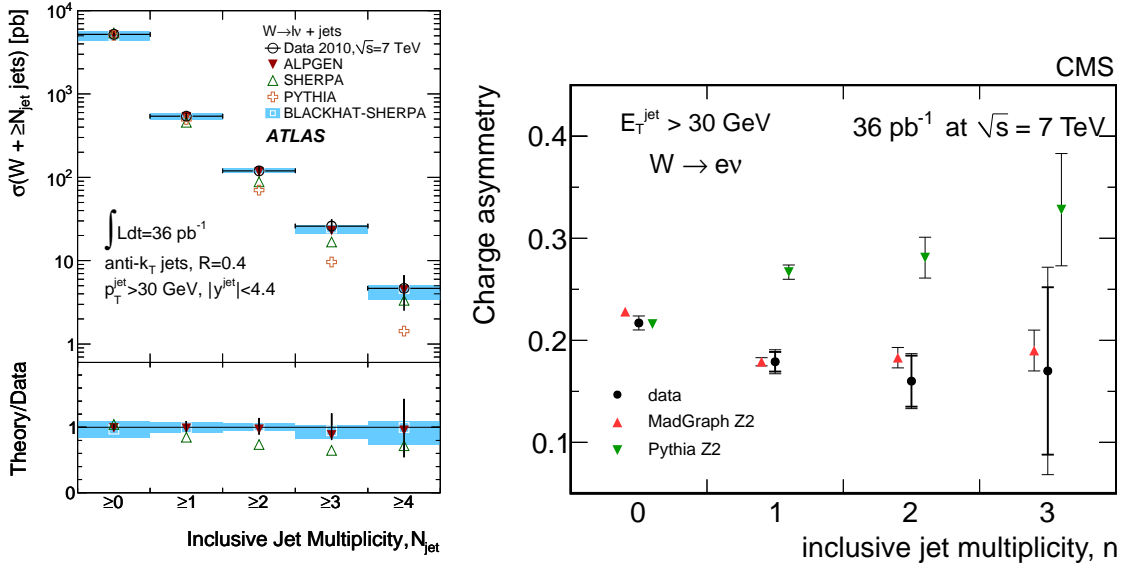 σ(W + ≥N_jet jets) [pb]
10^4
10^3
10^2
10
1
W→lν + jets
Data 2010, √s=7 TeV
ALPGEN
SHERPA
PYTHIA
BLACKHAT-SHERPA
ATLAS
∫Ldt=36 pb^-1
anti-k_T jets, R=0.4
p_T^jet>30 GeV, |y^jet|<4.4
Theory/Data
1
0
≥0 ≥1 ≥2 ≥3 ≥4
Inclusive Jet Multiplicity, N_jet
CMS
Charge asymmetry
0.4
0.3
0.2
0.1
E_T^jet > 30 GeV
36 pb^-1 at √s = 7 TeV
W → eν
data
MadGraph Z2
Pythia Z2
0 1 2 3
inclusive jet multiplicity, n